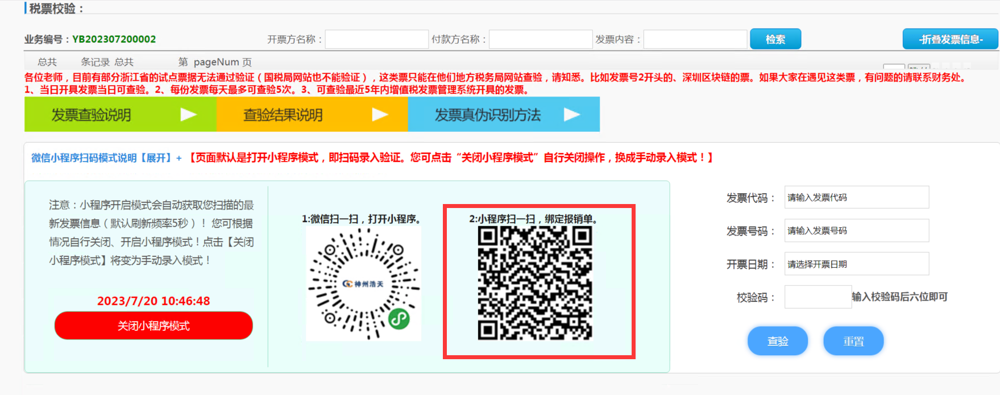 税票校验：
业务编号：YB202307200002 开票方名称： 付款方名称： 发票内容： 检索 -折叠发票信息-
总共 条记录 总共 第 pageNum 页
各位老师，目前有部分浙江省的试点票据无法通过验证（国税局网站也不能验证），这类票只能在他们地方税务局网站查验，请知悉。比如发票号2开头的、深圳区块链的票。如果大家在遇见这类票，有问题的请联系财务处。
1、当日开具发票当日可查验。2、每份发票每天最多可查验5次。3、可查验最近5年内增值税发票管理系统开具的发票。
发票查验说明 查验结果说明 发票真伪识别方法
微信小程序扫码模式说明【展开】+ 【页面默认是打开小程序模式，即扫码录入验证。您可点击“关闭小程序模式”自行关闭操作，换成手动录入模式！】
注意：小程序开启模式会自动获取您扫描的最
新发票信息（默认刷新频率5秒）！ 您可根据
情况自行关闭、开启小程序模式！点击【关闭
小程序模式】将变为手动录入模式！
2023/7/20 10:46:48
关闭小程序模式
1:微信扫一扫，打开小程序。
神州浩天
2:小程序扫一扫，绑定报销单。
发票代码： 请输入发票代码
发票号码： 请输入发票号码
开票日期： 请选择开票日期
校验码： 输入校验码后六位即可
查验 重置